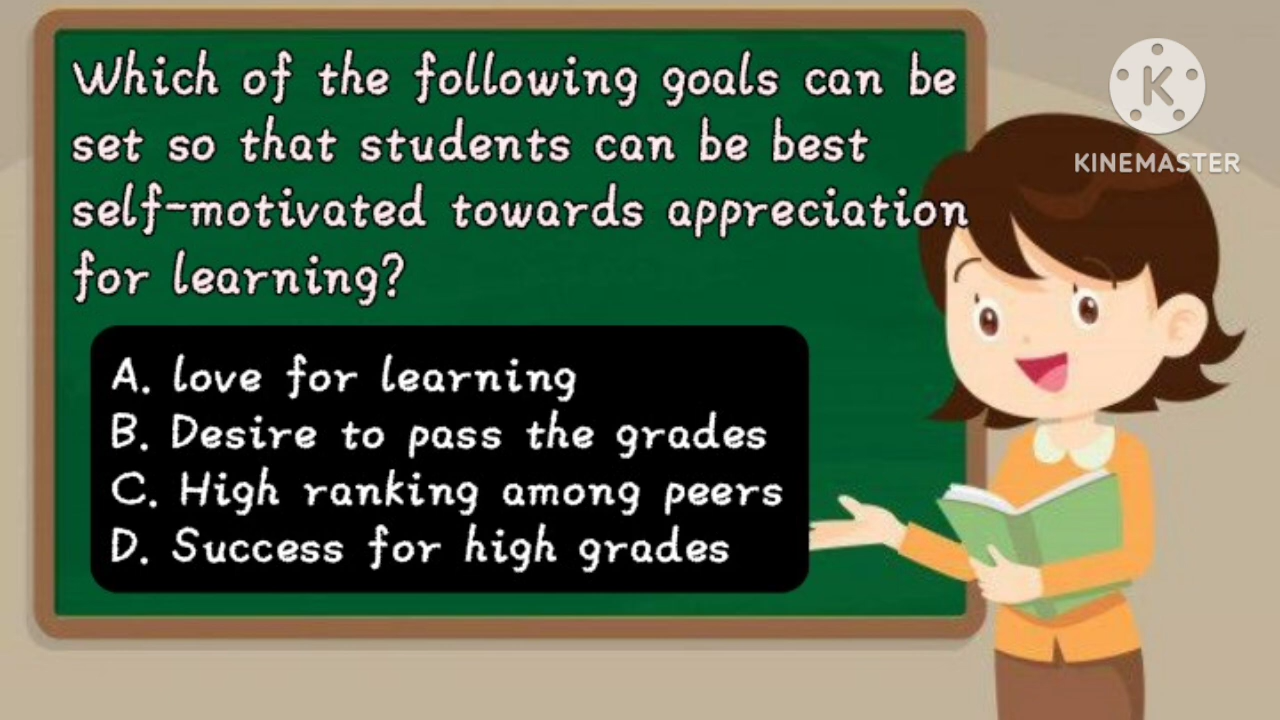 Which of the following goals can be
set so that students can be best
self-motivated towards appreciation
for learning?
A. love for learning
B. Desire to pass the grades
C. High ranking among peers
D. Success for high grades
K
KINEMASTER